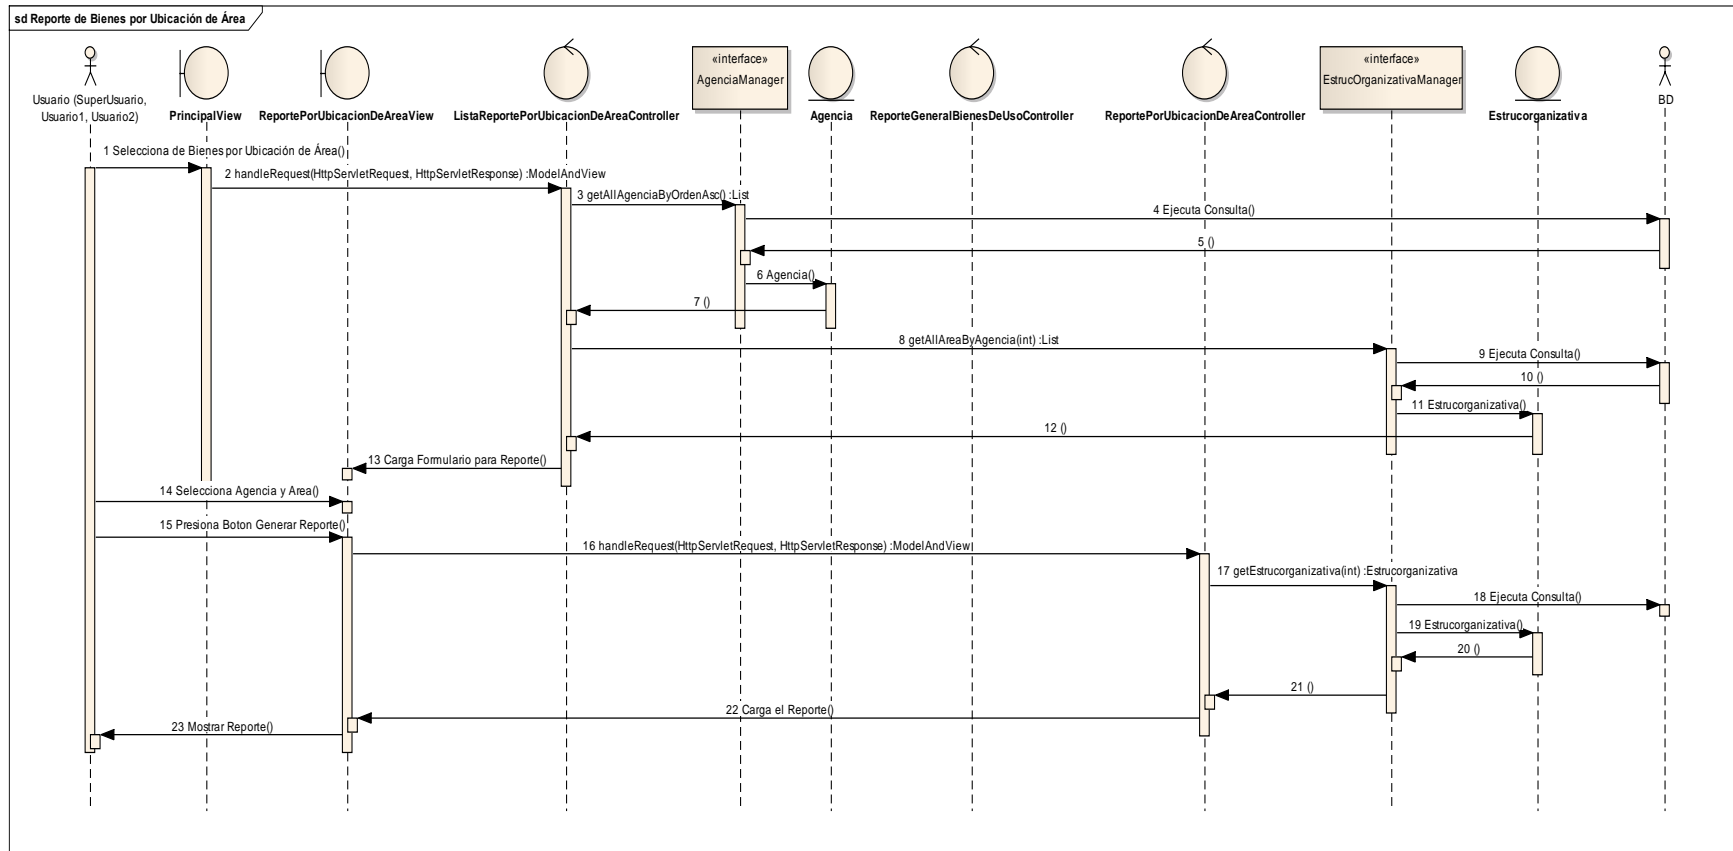 sd Reporte de Bienes por Ubicación de Área
Usuario (SuperUsuario,
Usuario1, Usuario2)
PrincipalView
ReportePorUbicacionDeAreaView
ListaReportePorUbicacionDeAreaController
«interface»
AgenciaManager
Agencia
ReporteGeneralBienesDeUsoController
ReportePorUbicacionDeAreaController
«interface»
EstrucOrganizativaManager
Estrucorganizativa
BD
1 Selecciona de Bienes por Ubicación de Área()
2 handleRequest(HttpServletRequest, HttpServletResponse) :ModelAndView
3 getAllAgenciaByOrdenAsc() :List
4 Ejecuta Consulta()
5 ()
6 Agencia()
7 ()
8 getAllAreaByAgencia(int) :List
9 Ejecuta Consulta()
10 ()
11 Estrucorganizativa()
12 ()
13 Carga Formulario para Reporte()
14 Selecciona Agencia y Area()
15 Presiona Boton Generar Reporte()
16 handleRequest(HttpServletRequest, HttpServletResponse) :ModelAndView
17 getEstrucorganizativa(int) :Estrucorganizativa
18 Ejecuta Consulta()
19 Estrucorganizativa()
20 ()
21 ()
22 Carga el Reporte()
23 Mostrar Reporte()